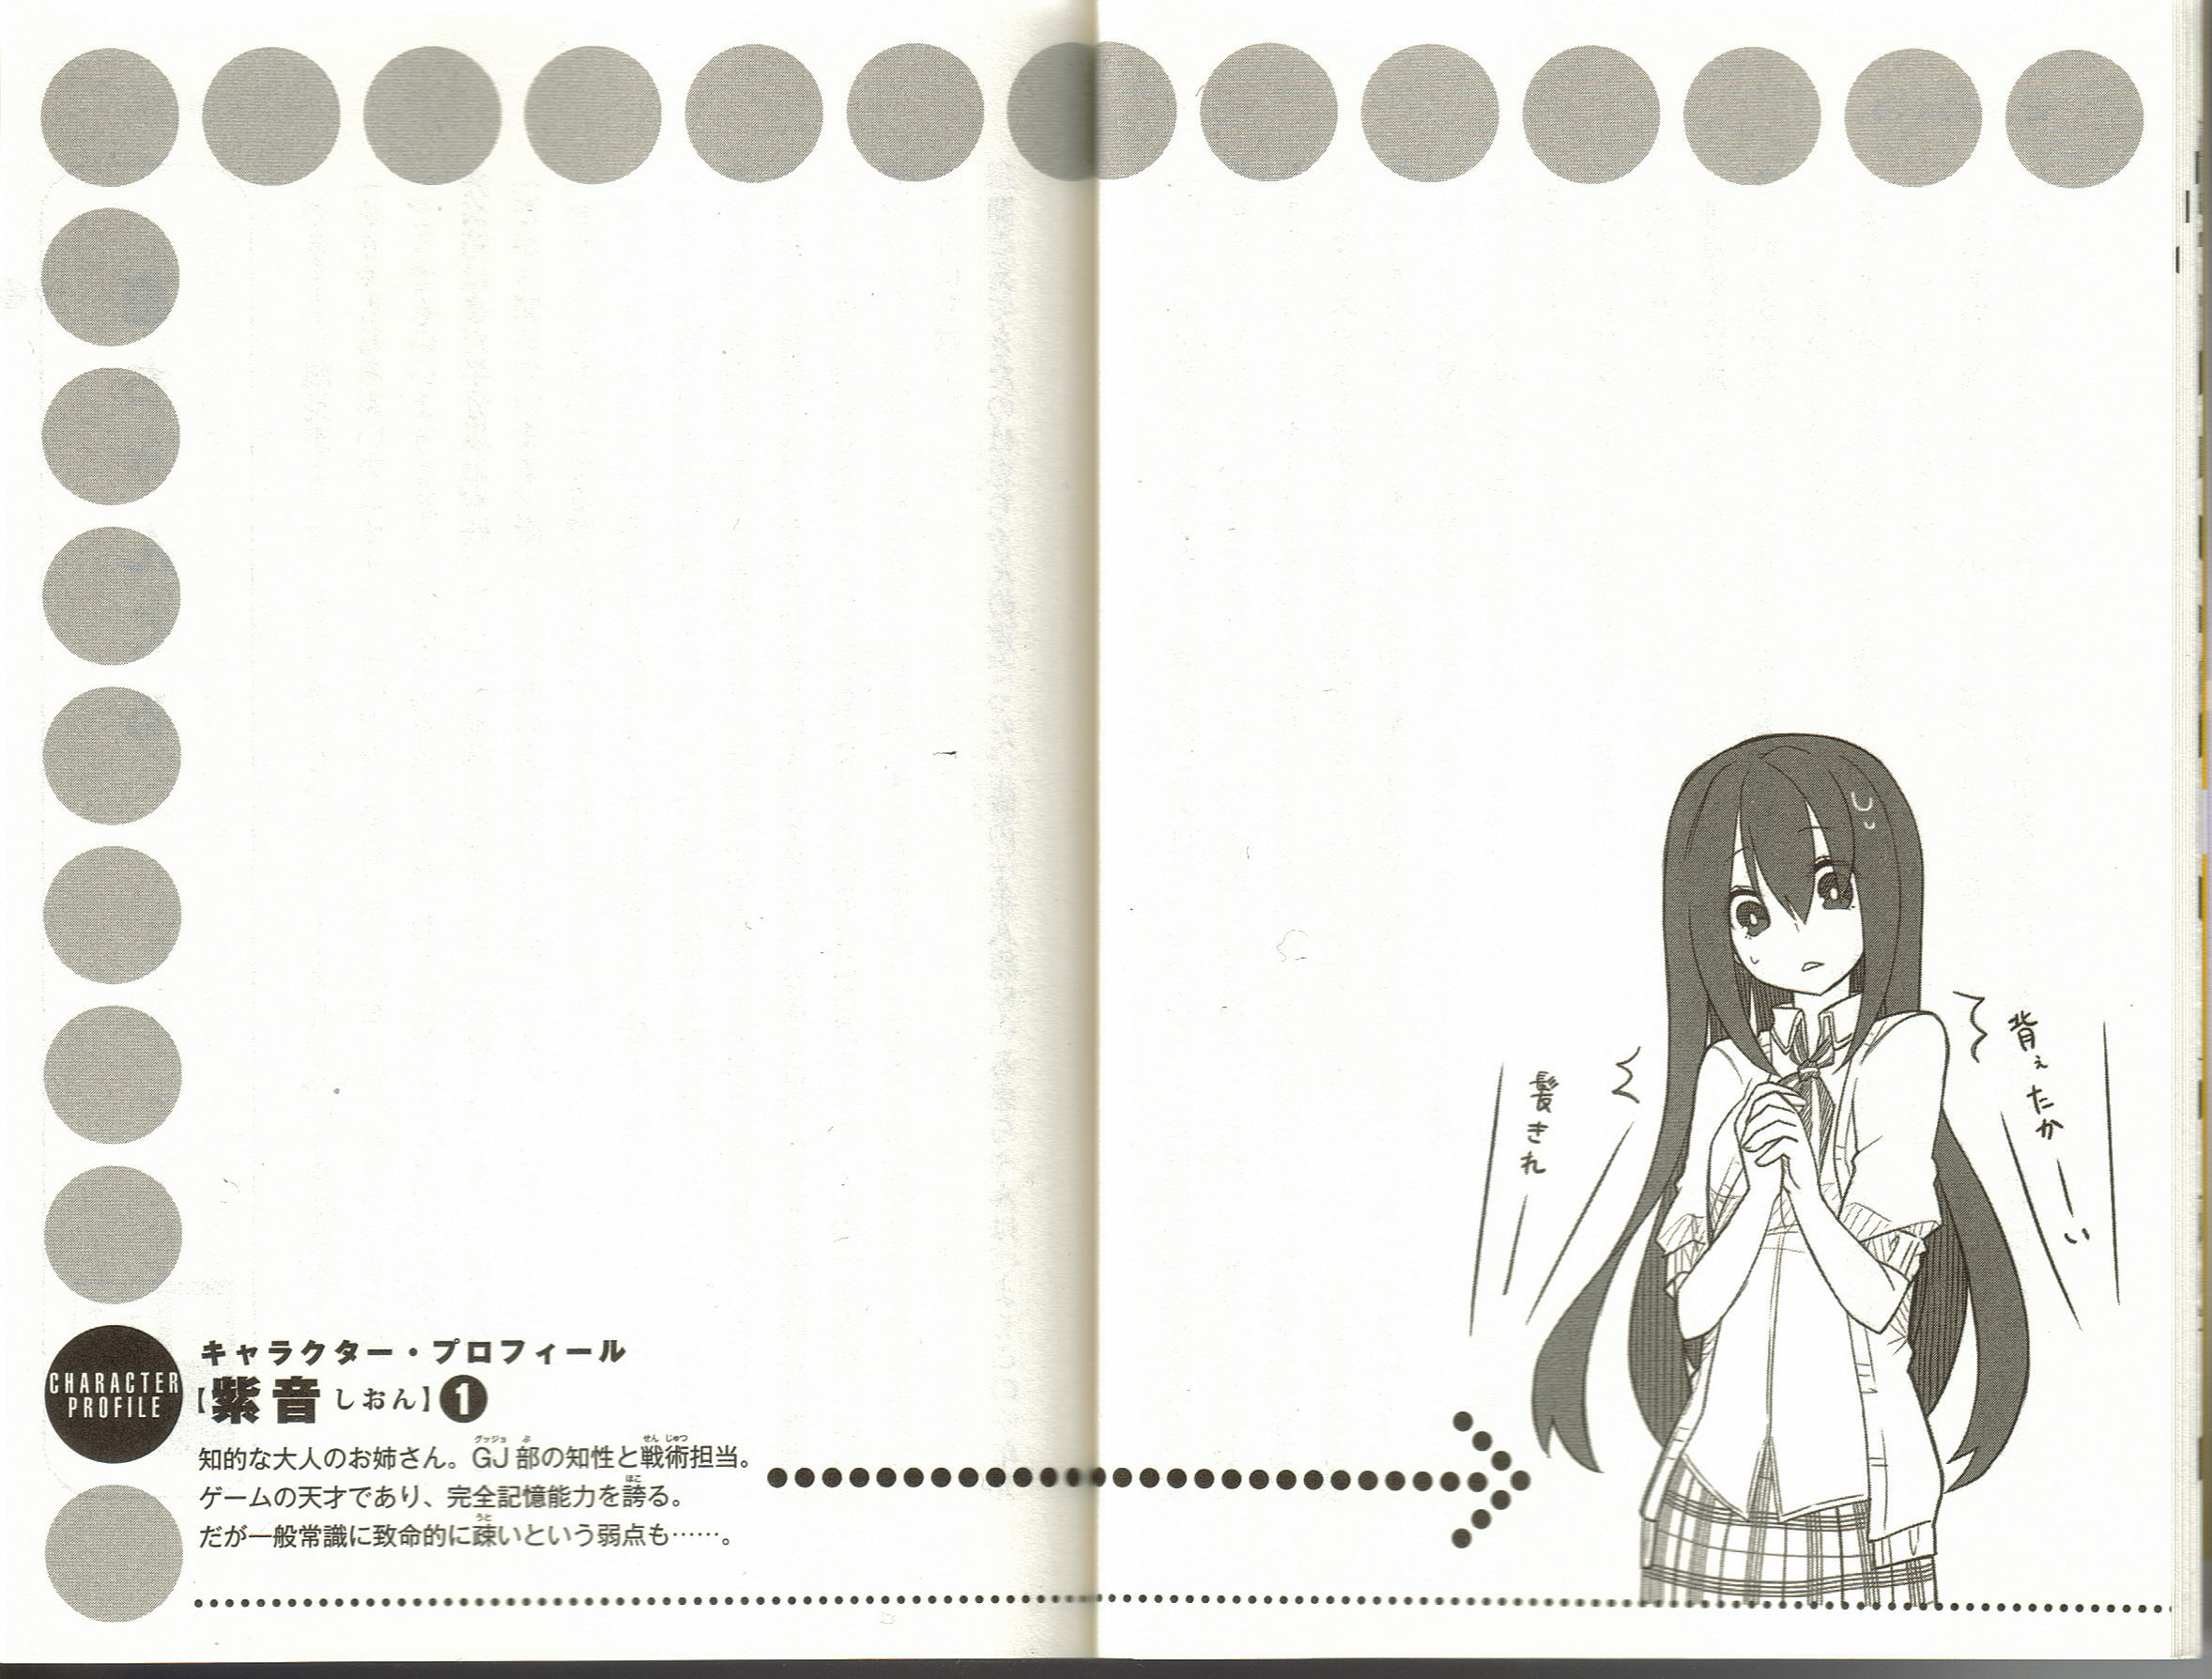 CHARACTER
PROFILE
キャラクター・プロフィール
【紫音 しおん】❶
知的な大人のお姉さん。GJ部の知性と戦術担当。
ゲームの天才であり、完全記憶能力を誇る。
だが一般常識に致命的に疎いという弱点も……。
背ぇたかーい
髪きれー